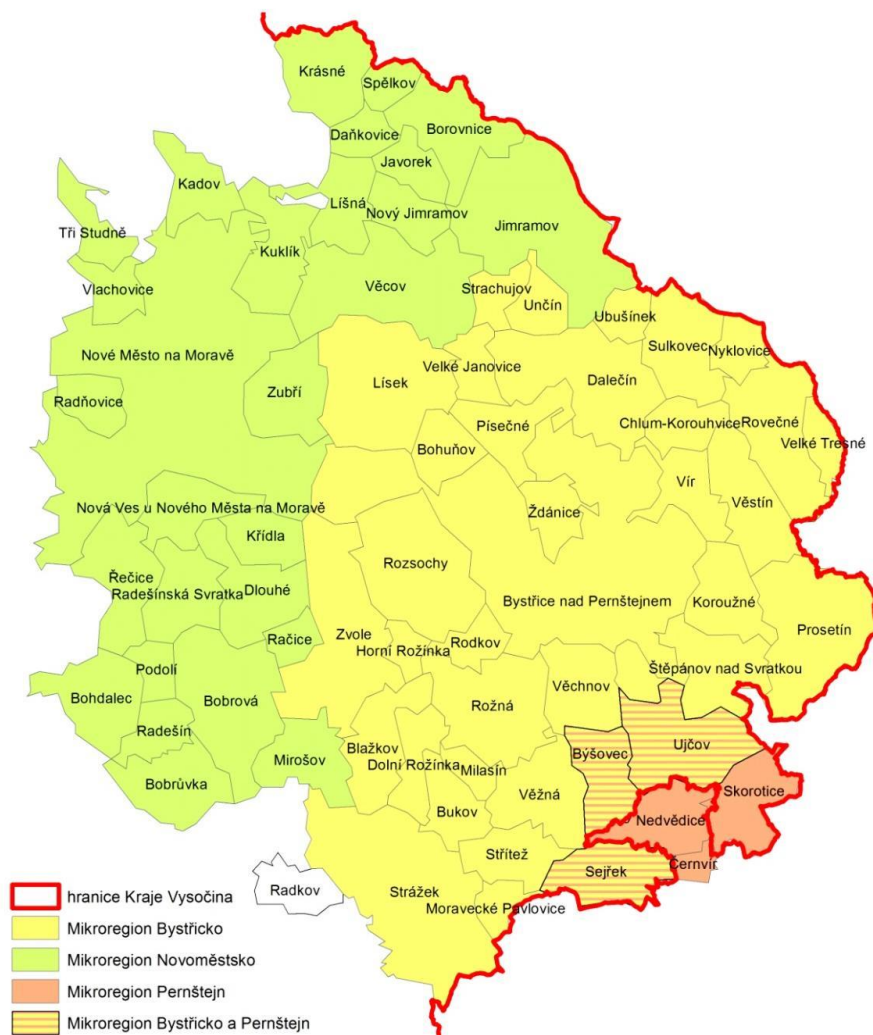 Krásné
Spělkov
Daňkovice
Borovnice
Javorek
Kadov
Líšná
Nový Jimramov
Jimramov
Tři Studně
Kuklík
Vlachovice
Věcov
Strachujov
Unčín
Ubušínek
Sulkovec
Nyklovice
Nové Město na Moravě
Velké Janovice
Zubří
Lísek
Dalečín
Radňovice
Písečné
Chlum-Korouhvice
Rovečné
Velké Tresné
Bohuňov
Vír
Věstín
Nová Ves u Nového Města na Moravě
Ždánice
Křídla
Rozsochy
Řečice
Radešínská Svratka
Dlouhé
Bystřice nad Pernštejnem
Koroužné
Prosetín
Račice
Zvole
Horní Rožínka
Rodkov
Podolí
Štěpánov nad Svratkou
Bohdalec
Bobrová
Věchnov
Rožná
Radešín
Mirošov
Blažkov
Býšovec
Ujčov
Dolní Rožínka
Milasín
Bobrůvka
Věžná
Skorotice
Bukov
Nedvědice
Střítež
Černvír
Sejřek
Radkov
Strážek
Moravecké Pavlovice
hranice Kraje Vysočina
Mikroregion Bystřicko
Mikroregion Novoměstsko
Mikroregion Pernštejn
Mikroregion Bystřicko a Pernštejn